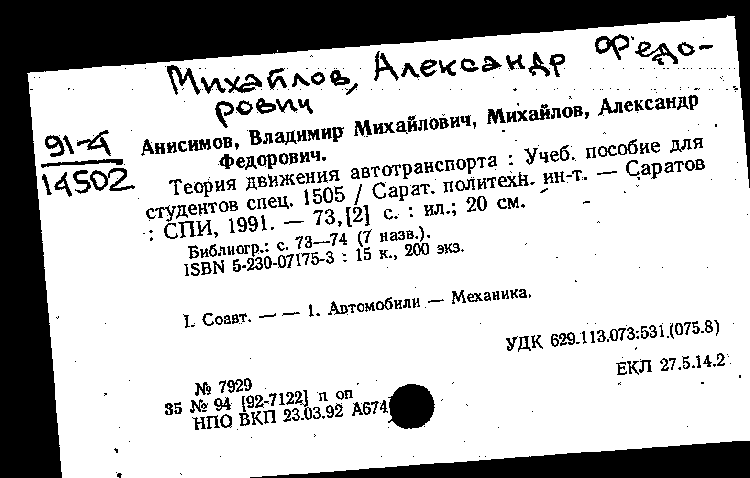 Михайлов, Александр Федо-
рович
91-4
14502
Анисимов, Владимир Михайлович, Михайлов, Александр
Федорович.
Теория движения автотранспорта : Учеб. пособие для
студентов спец. 1505 / Сарат. политехн. ин-т. — Саратов
: СПИ, 1991. — 73,[2] с. : ил.; 20 см.
Библиогр.: с. 73—74 (7 назв.).
ISBN 5-230-07175-3 : 15 к., 200 экз.
I. Соавт. — — 1. Автомобили — Механика.
УДК 629.113.073:531.(075.8)
ЕКЛ 27.5.14.2
№ 7929
35 № 94 [92-7122] п оп
НПО ВКП 23.03.92 А674